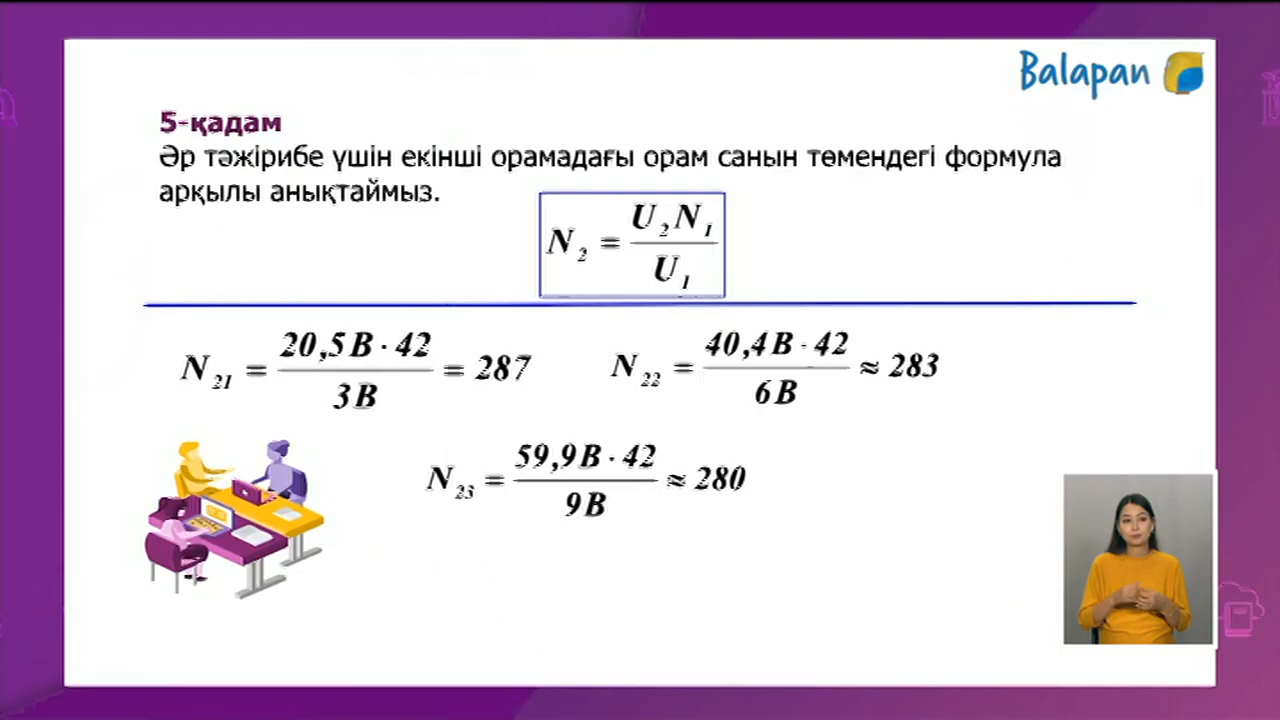 Balapan
5-қадам
Әр тәжірибе үшін екінші орамадағы орам санын төмендегі формула
арқылы анықтаймыз.
N₂ = U₂N₁ / U₁
N₂₁ = 20,5В · 42 / 3В = 287
N₂₂ = 40,4В · 42 / 6В ≈ 283
N₂₃ = 59,9В · 42 / 9В ≈ 280